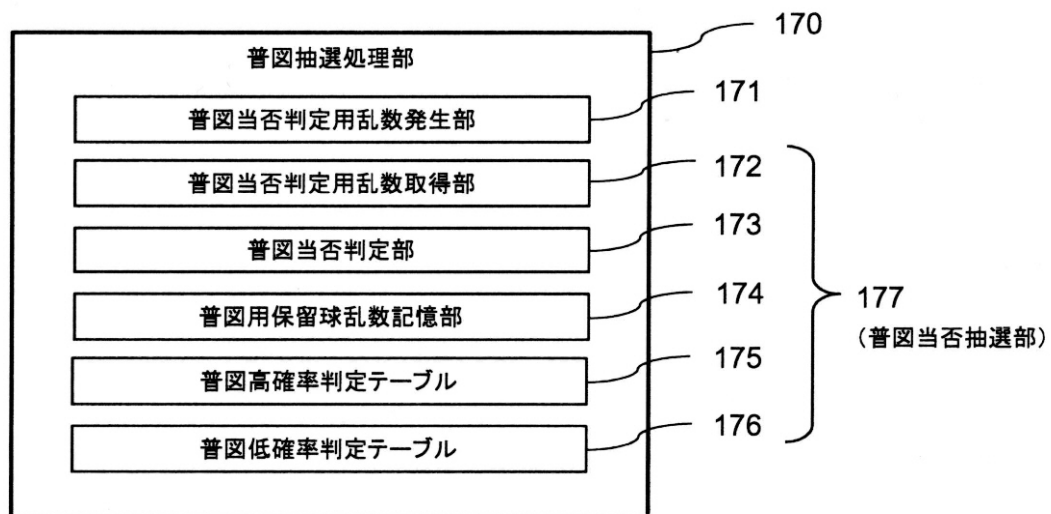 170
普図抽選処理部
普図当否判定用乱数発生部
171
普図当否判定用乱数取得部
172
普図当否判定部
173
普図用保留球乱数記憶部
174
普図高確率判定テーブル
175
普図低確率判定テーブル
176
177
(普図当否抽選部)